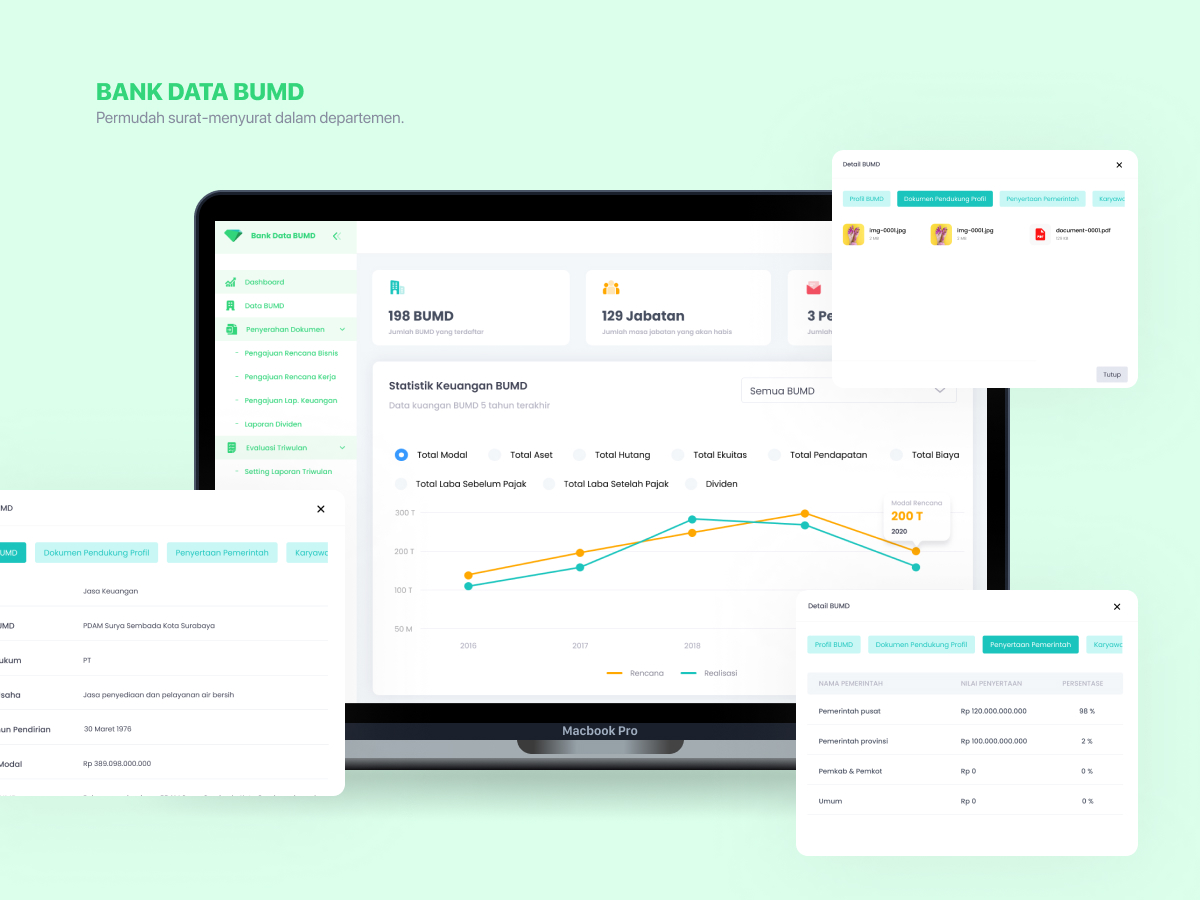 BANK DATA BUMD
Permudah surat-menyurat dalam departemen.
Bank Data BUMD
Dashboard
Data BUMD
Penyerahan Dokumen
- Pengajuan Rencana Bisnis
- Pengajuan Rencana Kerja
- Pengajuan Lap. Keuangan
- Laporan Dividen
Evaluasi Triwulan
- Setting Laporan Triwulan
198 BUMD
Jumlah BUMD yang terdaftar
129 Jabatan
Jumlah masa jabatan yang akan habis
3 Pe
Jumlah
Statistik Keuangan BUMD
Data kuangan BUMD 5 tahun terakhir
Semua BUMD
Total Modal Total Aset Total Hutang Total Ekuitas Total Pendapatan Total Biaya
Total Laba Sebelum Pajak Total Laba Setelah Pajak Dividen
Modal Rencana
200 T
2020
300 T
200 T
100 T
50 M
2016 2017 2018
Rencana Realisasi
Macbook Pro
Detail BUMD
Profil BUMD Dokumen Pendukung Profil Penyertaan Pemerintah Karyawa
img-0001.jpg
2 MB
img-0001.jpg
2 MB
document-0001.pdf
129 KB
Tutup
MD
UMD Dokumen Pendukung Profil Penyertaan Pemerintah Karyawa
Jasa Keuangan
UMD PDAM Surya Sembada Kota Surabaya
ukum PT
saha Jasa penyediaan dan pelayanan air bersih
un Pendirian 30 Maret 1976
Modal Rp 389.098.000.000
Detail BUMD
Profil BUMD Dokumen Pendukung Profil Penyertaan Pemerintah Karyawa
NAMA PEMERINTAH NILAI PENYERTAAN PERSENTASE
Pemerintah pusat Rp 120.000.000.000 98 %
Pemerintah provinsi Rp 100.000.000.000 2 %
Pemkab & Pemkot Rp 0 0 %
Umum Rp 0 0 %